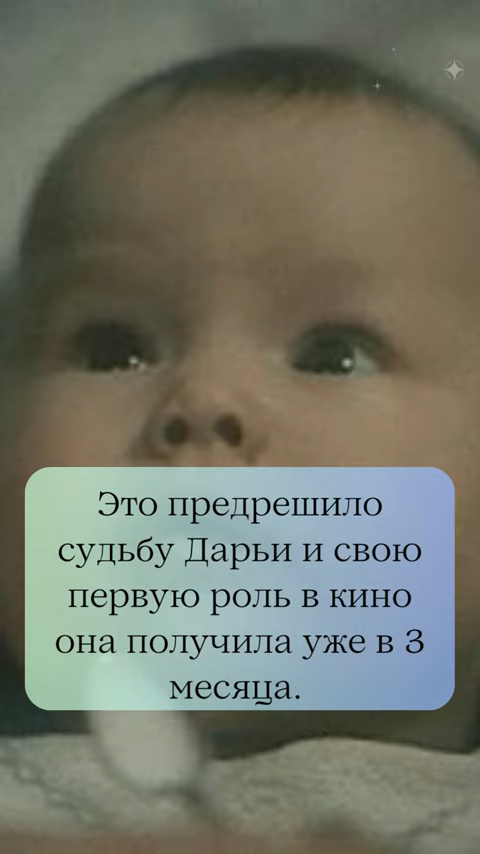 Это предрешило
судьбу Дарьи и свою
первую роль в кино
она получила уже в 3
месяца.